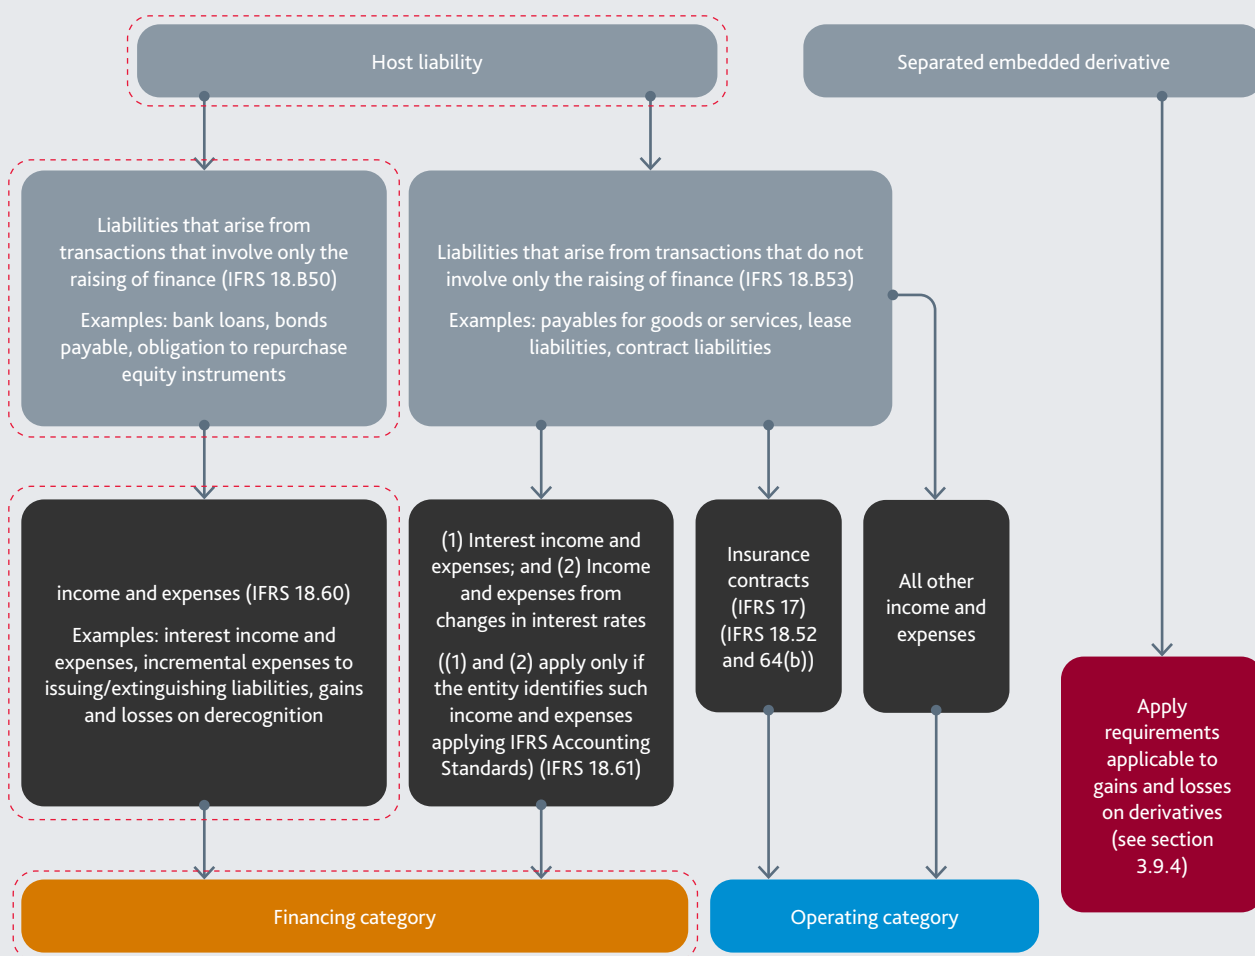 Host liability
Separated embedded derivative
Liabilities that arise from
transactions that involve only the
raising of finance (IFRS 18.B50)
Examples: bank loans, bonds
payable, obligation to repurchase
equity instruments
Liabilities that arise from transactions that do not
involve only the raising of finance (IFRS 18.B53)
Examples: payables for goods or services, lease
liabilities, contract liabilities
income and expenses (IFRS 18.60)
Examples: interest income and
expenses, incremental expenses to
issuing/extinguishing liabilities, gains
and losses on derecognition
(1) Interest income and
expenses; and (2) Income
and expenses from
changes in interest rates
((1) and (2) apply only if
the entity identifies such
income and expenses
applying IFRS Accounting
Standards) (IFRS 18.61)
Insurance
contracts
(IFRS 17)
(IFRS 18.52
and 64(b))
All other
income and
expenses
Apply
requirements
applicable to
gains and losses
on derivatives
(see section
3.9.4)
Financing category
Operating category